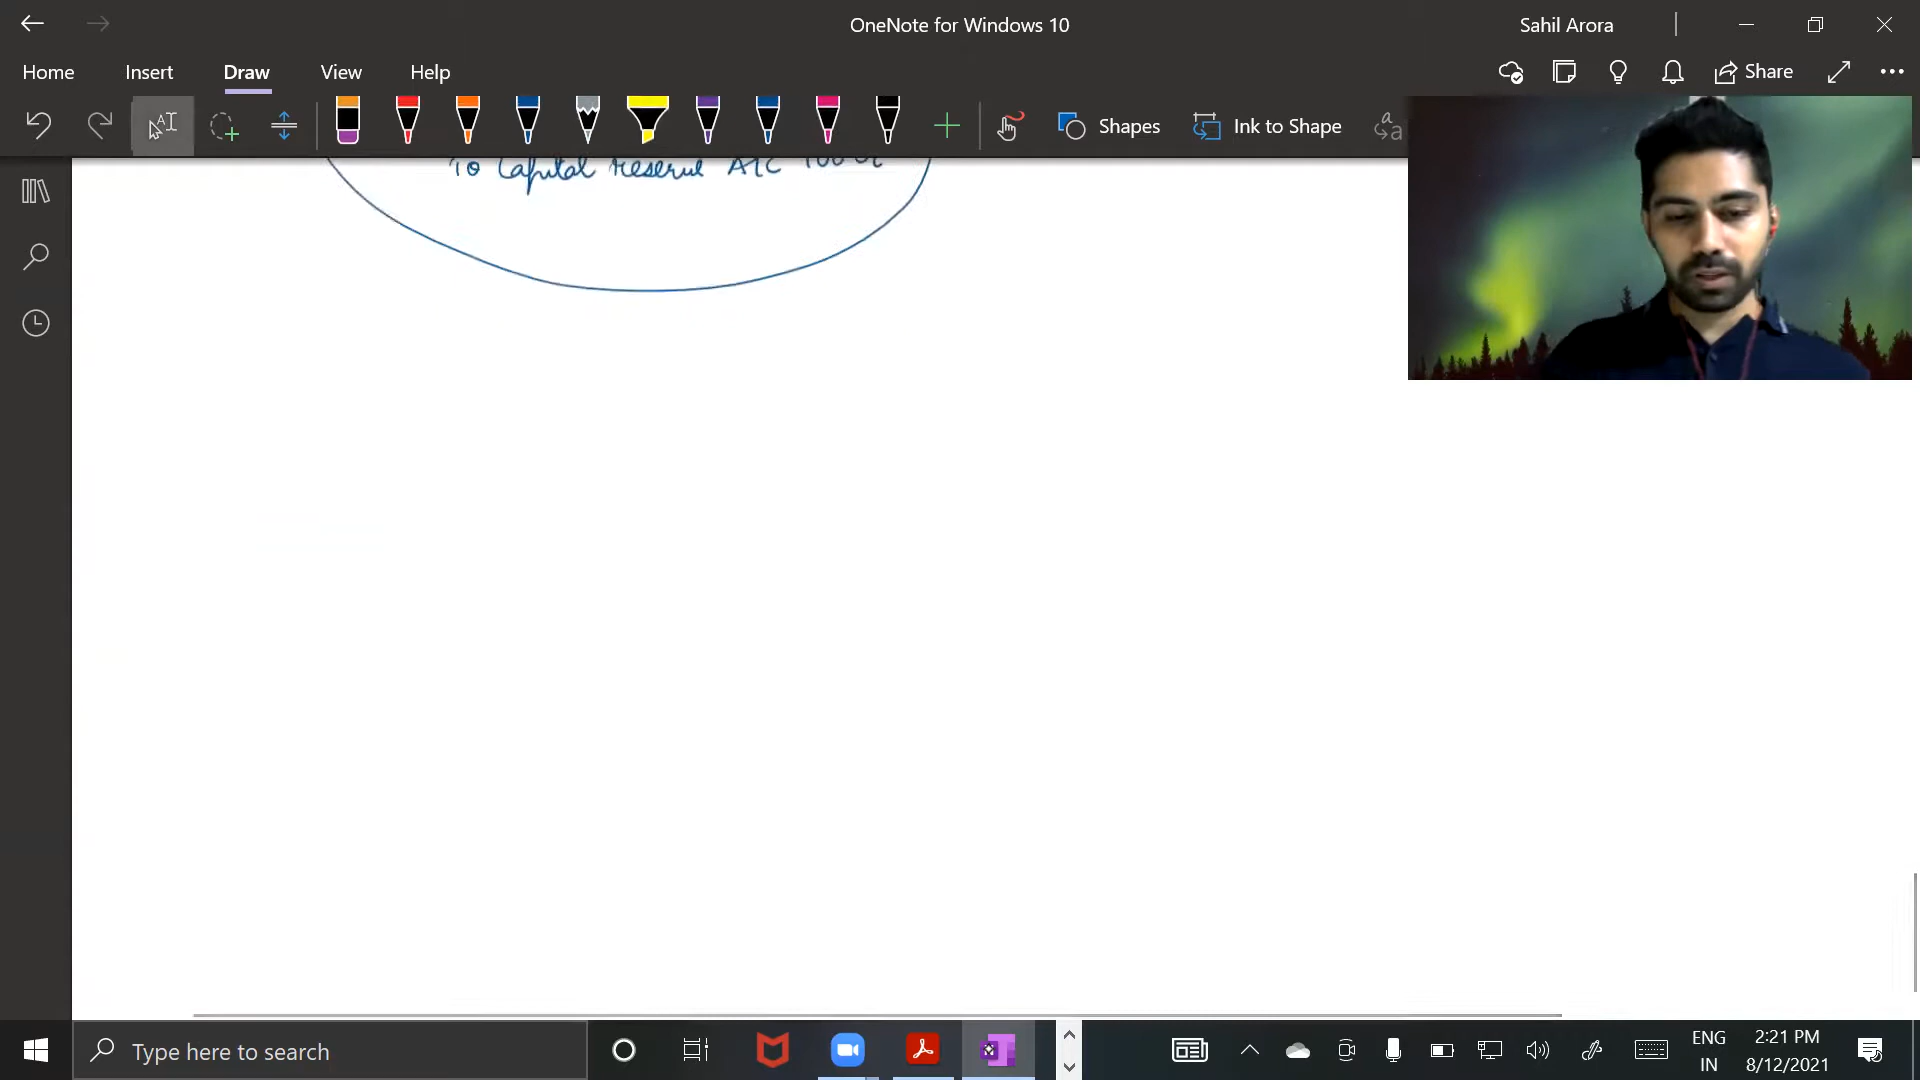 OneNote for Windows 10
Sahil Arora
Home Insert Draw View Help
Share
Shapes
Ink to Shape
To Capital Reserve A/C
Type here to search
ENG
IN
2:21 PM
8/12/2021